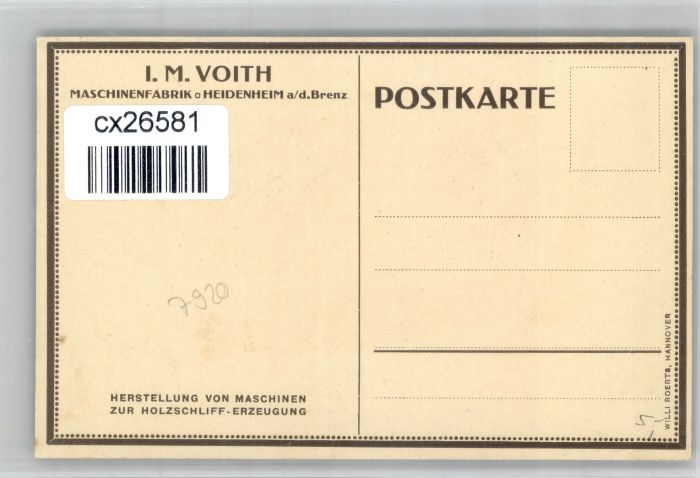 I. M. VOITH
MASCHINENFABRIK o HEIDENHEIM a/d.Brenz
cx26581
7920
HERSTELLUNG VON MASCHINEN
ZUR HOLZSCHLIFF-ERZEUGUNG
POSTKARTE
WILLI ROERTS, HANNOVER